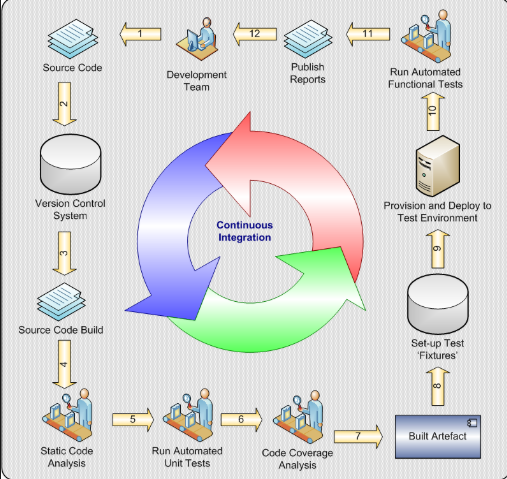 1
12
11
Source Code
Development
Team
Publish
Reports
Run Automated
Functional Tests
2
10
Version Control
System
Continuous
Integration
Provision and Deploy to
Test Environment
3
9
Source Code Build
Set-up Test
'Fixtures'
4
8
5
6
7
Built Artefact
Static Code
Analysis
Run Automated
Unit Tests
Code Coverage
Analysis